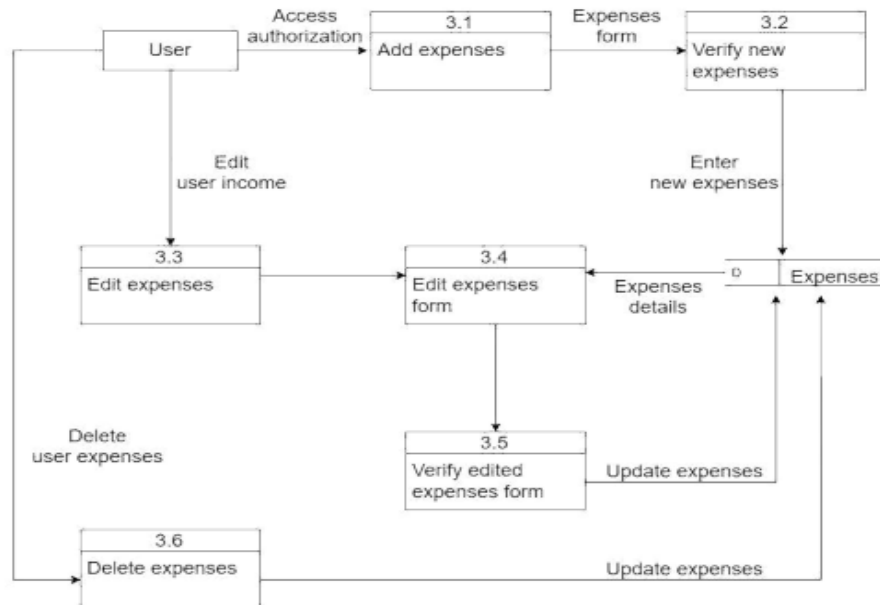 User
Access
authorization
3.1
Add expenses
Expenses
form
3.2
Verify new
expenses
Edit
user income
Enter
new expenses
3.3
Edit expenses
3.4
Edit expenses
form
Expenses
details
D
Expenses
Delete
user expenses
3.5
Verify edited
expenses form
Update expenses
3.6
Delete expenses
Update expenses